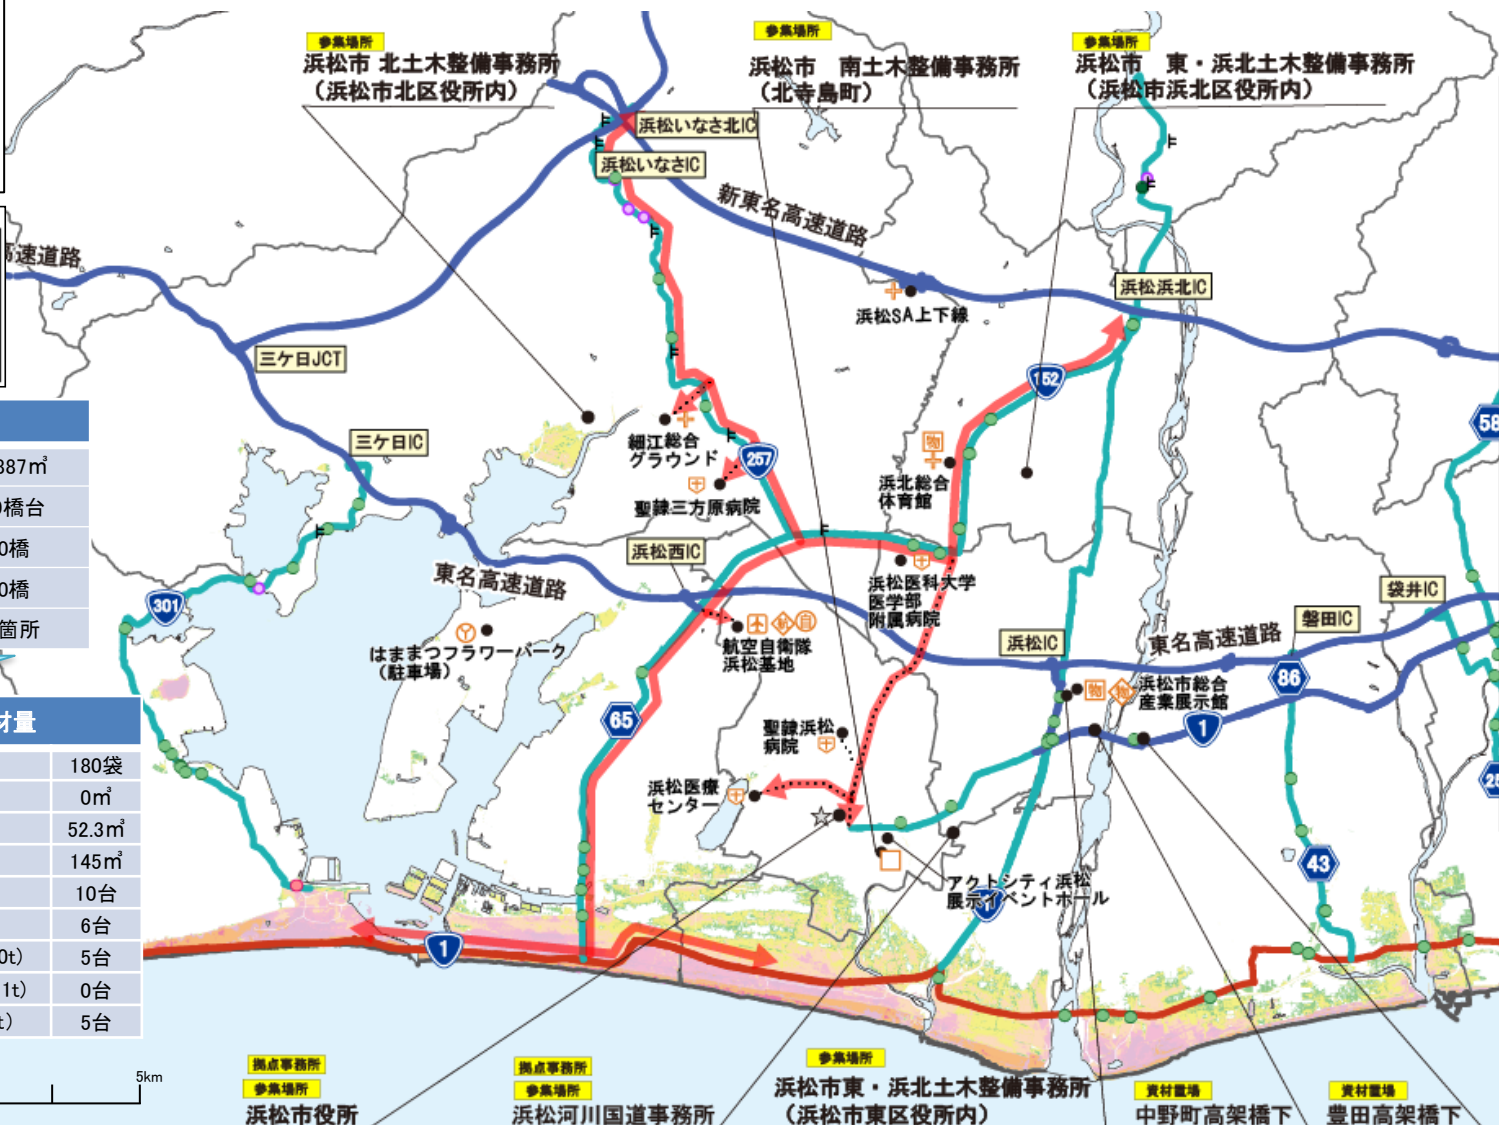 参集場所
浜松市 北土木整備事務所
（浜松市北区役所内）
参集場所
浜松市 南土木整備事務所
（北寺島町）
参集場所
浜松市 東・浜北土木整備事務所
（浜松市浜北区役所内）
浜松いなさ北IC
浜松いなさIC
新東名高速道路
高速道路
浜松浜北IC
浜松SA上下線
三ケ日JCT
152
58
387㎡
橋台
0橋
0橋
箇所
三ケ日IC
細江総合
グラウンド
257
聖隷三方原病院
物
浜北総合
体育館
浜松西IC
東名高速道路
浜松医科大学
医学部
附属病院
袋井IC
301
磐田IC
はままつフラワーパーク
（駐車場）
航空自衛隊
浜松基地
浜松IC
東名高速道路
86
物
物
浜松市総合
産業展示館
1
65
聖隷浜松
病院
浜松医療
センター
材量
180袋
0㎡
52.3㎡
145㎡
10台
6台
0t） 5台
1t） 0台
t） 5台
43
アクトシティ浜松
展示イベントホール
1
5km
拠点事務所
参集場所
浜松市役所
拠点事務所
参集場所
浜松河川国道事務所
参集場所
浜松市東・浜北土木整備事務所
（浜松市東区役所内）
資材置場
中野町高架橋下
資材置場
豊田高架橋下